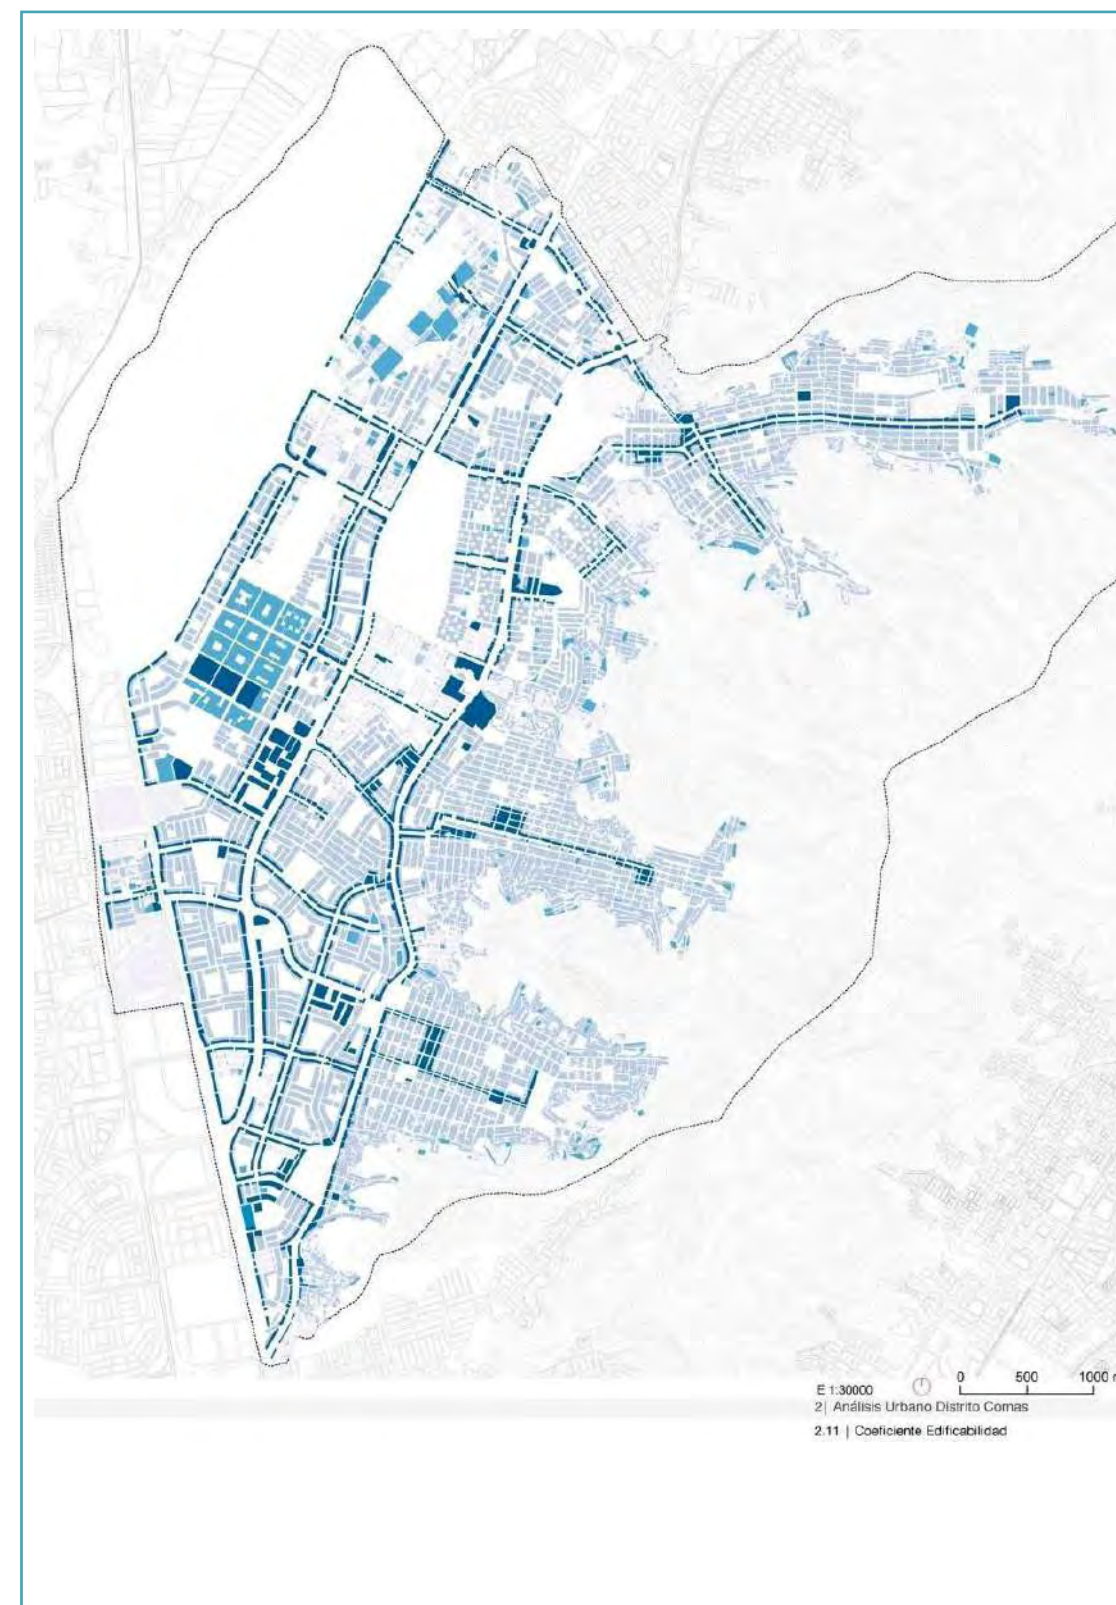 0 500 1000 m
E 1:30000
2| Análisis Urbano Distrito Comas
2.11 | Coeficiente Edificabilidad